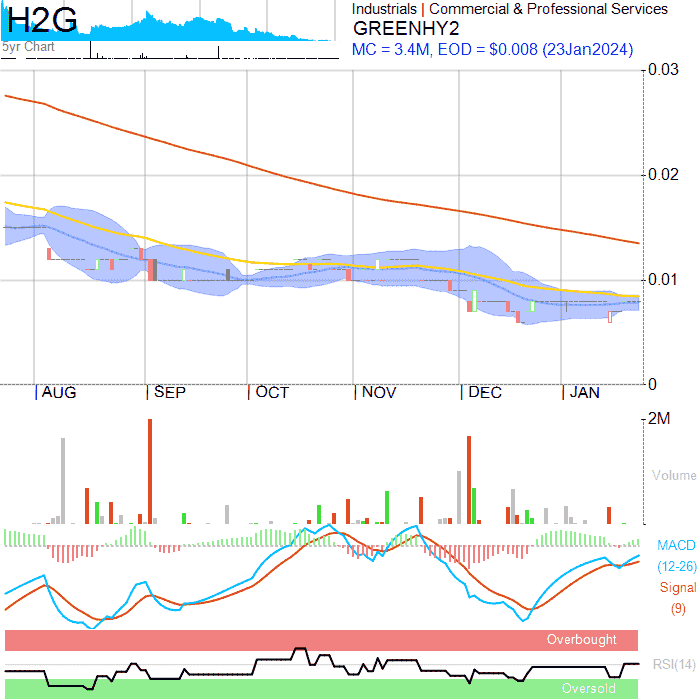 H2G
5yr Chart
Industrials | Commercial & Professional Services
GREENHY2
MC = 3.4M, EOD = $0.008 (23Jan2024)
0.03
0.02
0.01
0
AUG SEP OCT NOV DEC JAN
2M
Volume
MACD
(12-26)
Signal
(9)
Overbought
RSI(14)
Oversold